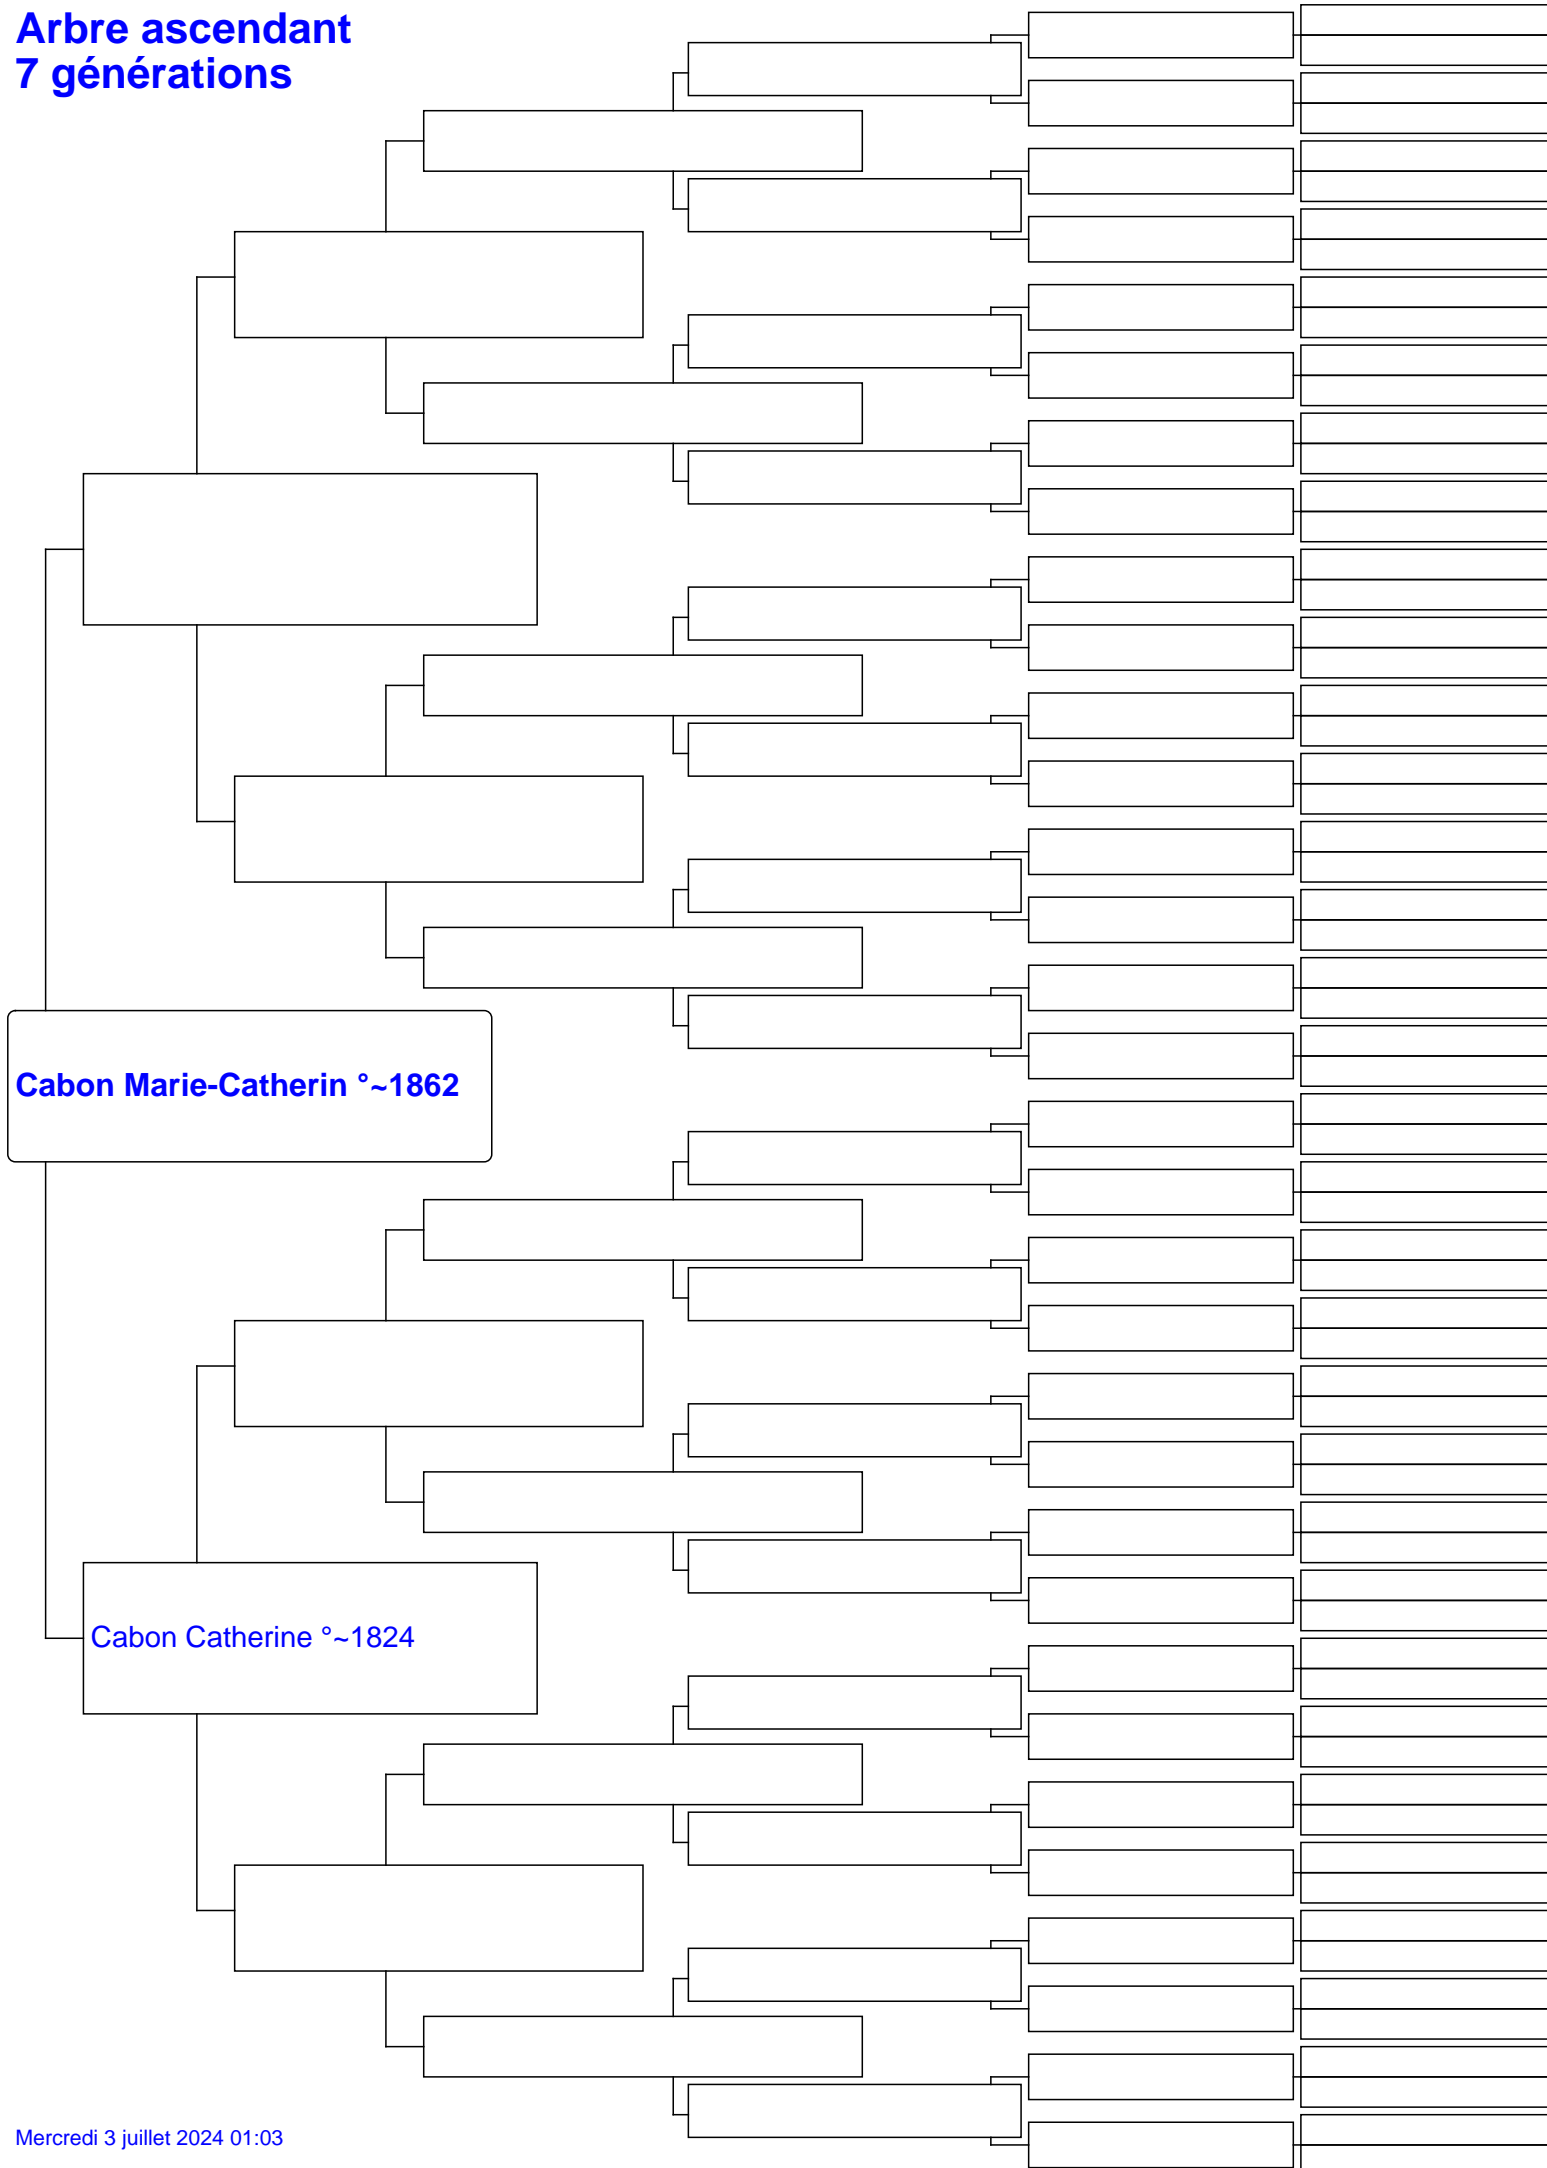 Arbre ascendant
7 générations
Cabon Marie-Catherin °~1862
Cabon Catherine °~1824
Mercredi 3 juillet 2024 01:03